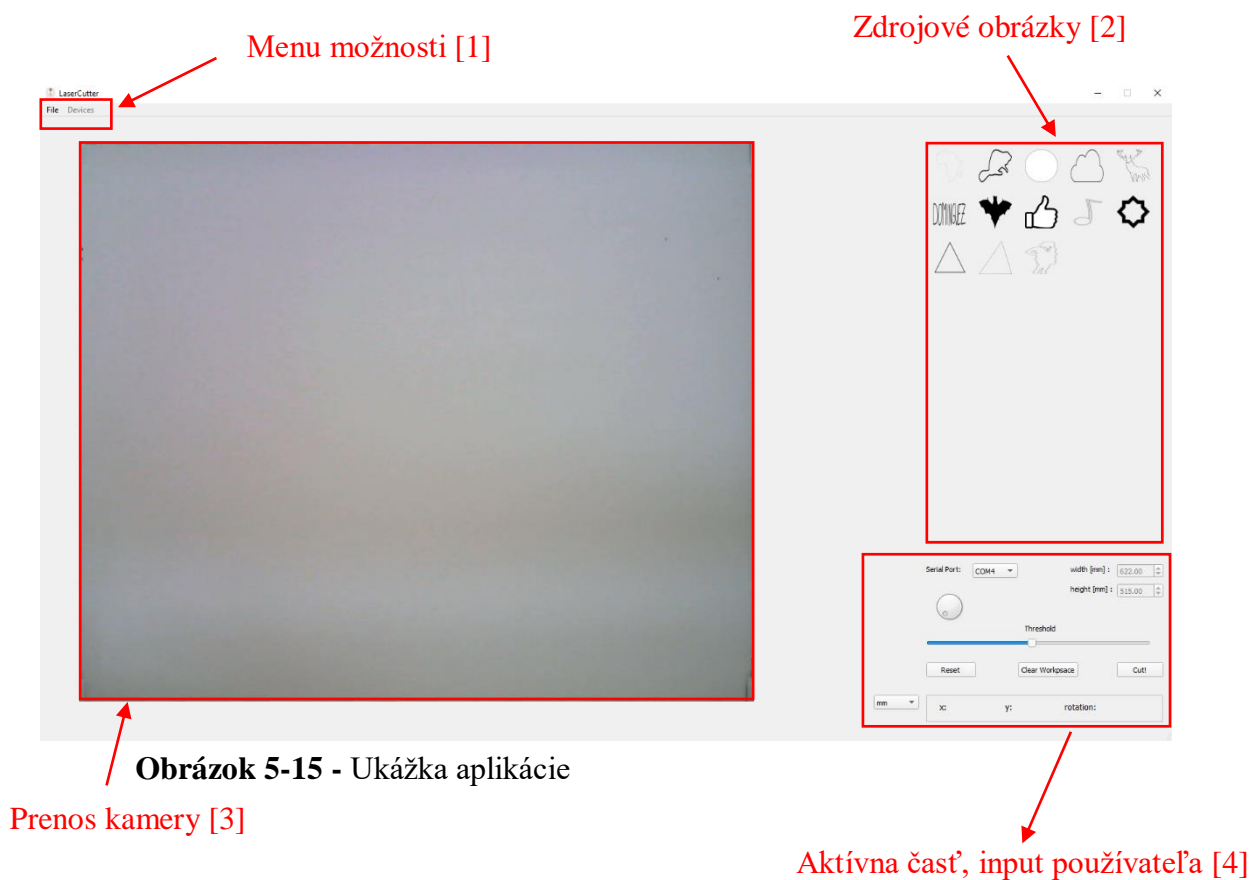 Zdrojové obrázky [2]
Menu možnosti [1]
LaserCutter
File Devices
DOMINGEZ
Serial Port: COM4 width [mm] : 622.00
height [mm] : 515.00
Threshold
Reset Clear Workpsace Cut!
mm x: y: rotation:
Obrázok 5-15 - Ukážka aplikácie
Prenos kamery [3]
Aktívna časť, input používateľa [4]